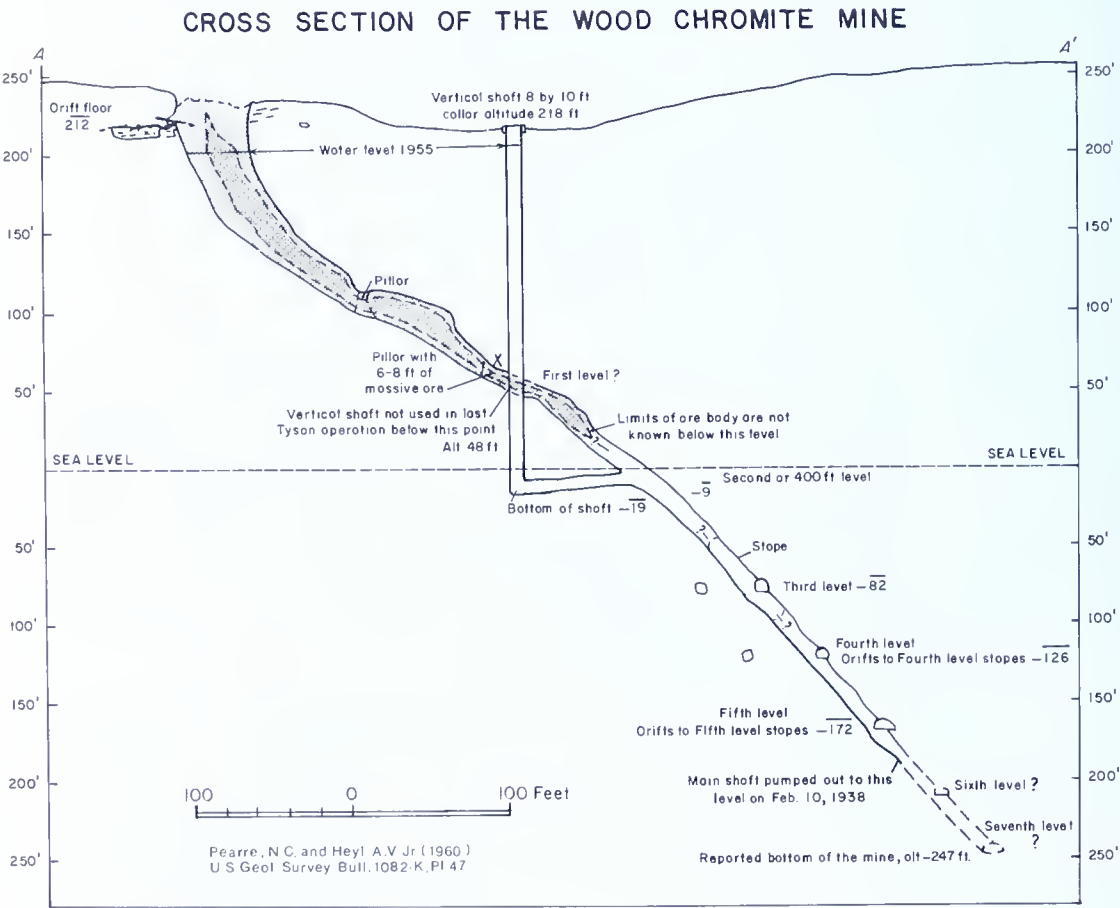 CROSS SECTION OF THE WOOD CHROMITE MINE
A
A'
250'
250'
Drift floor
212
Vertical shaft 8 by 10 ft
collar altitude 218 ft
200'
Water level 1955
200'
150'
150'
Pillar
100'
100'
Pillar with
6-8 ft of
massive ore
X
First level ?
50'
50'
Vertical shaft not used in last
Tyson operation below this point
Alt 48 ft
Limits of ore body are not
known below this level
SEA LEVEL
SEA LEVEL
-9
Second or 400 ft level
Bottom of shaft -19
50'
?
Stope
50'
Third level -82
100'
?
Fourth level
Drifts to Fourth level stopes -126
100'
150'
Fifth level
Drifts to Fifth level stopes -172
150'
Main shaft pumped out to this
level on Feb. 10, 1938
200'
100 0 100 Feet
Sixth level ?
200'
Seventh level
?
Pearre, N C. and Heyl A.V Jr (1960)
U S Geol Survey Bull. 1082-K, Pl 47
250'
Reported bottom of the mine, alt -247 ft.
250'